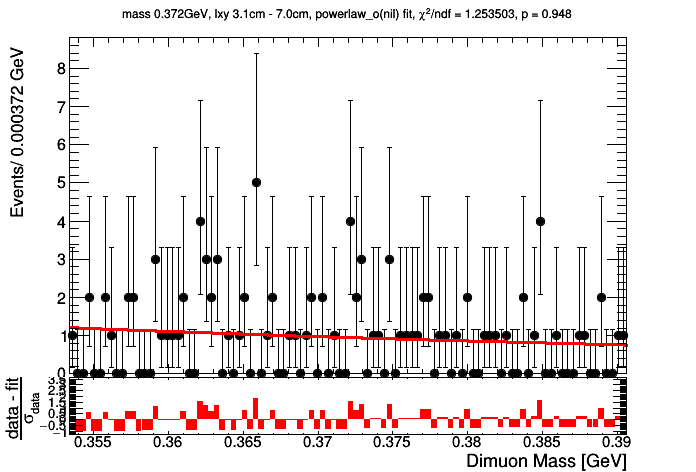 mass 0.372GeV, lxy 3.1cm - 7.0cm, powerlaw_o(nil) fit, χ²/ndf = 1.253503, p = 0.948
Events/ 0.000372 GeV
8
7
6
5
4
3
2
1
0
data - fit
σdata
0.355 0.36 0.365 0.37 0.375 0.38 0.385 0.39
Dimuon Mass [GeV]